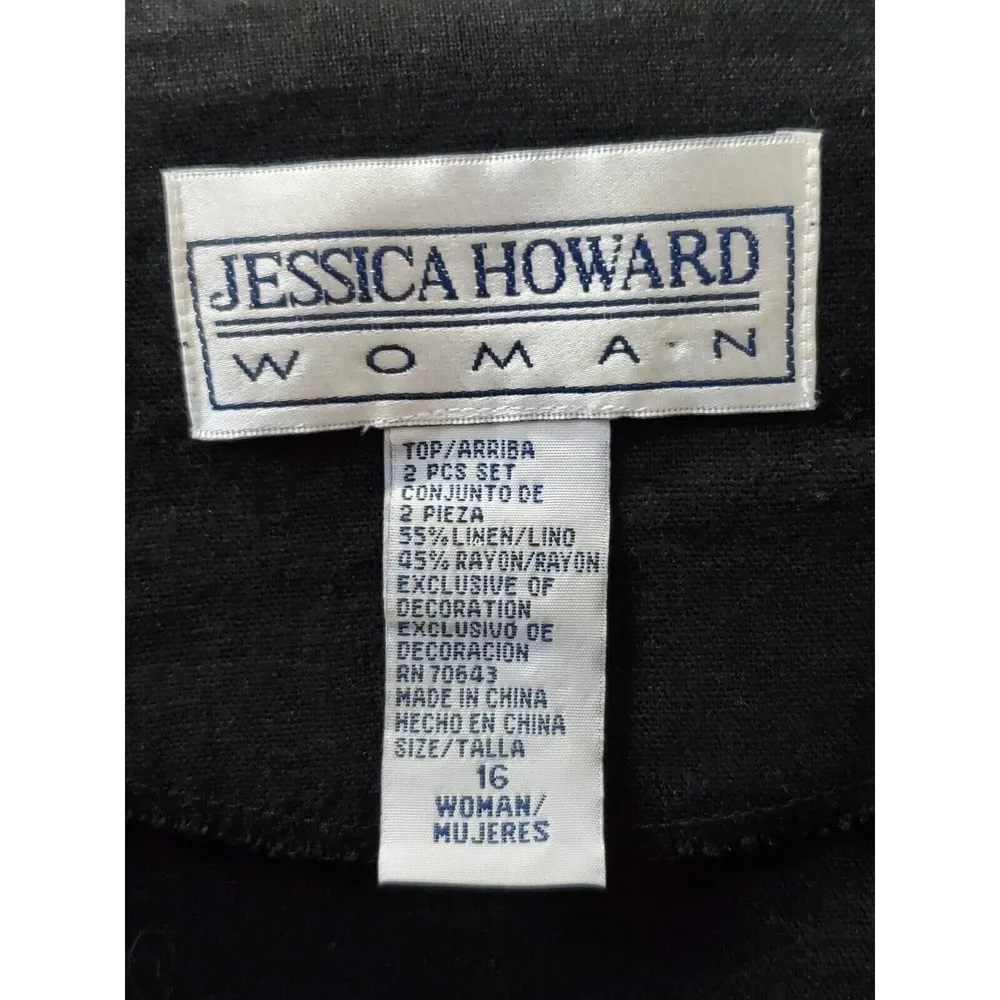 JESSICA HOWARD
WOMAN
TOP/ARRIBA
2 PCS SET
CONJUNTO DE
2 PIEZA
55% LINEN/LINO
45% RAYON/RAYON
EXCLUSIVE OF
DECORATION
EXCLUSIVO DE
DECORACION
RN 70643
MADE IN CHINA
HECHO EN CHINA
SIZE/TALLA
16
WOMAN/
MUJERES